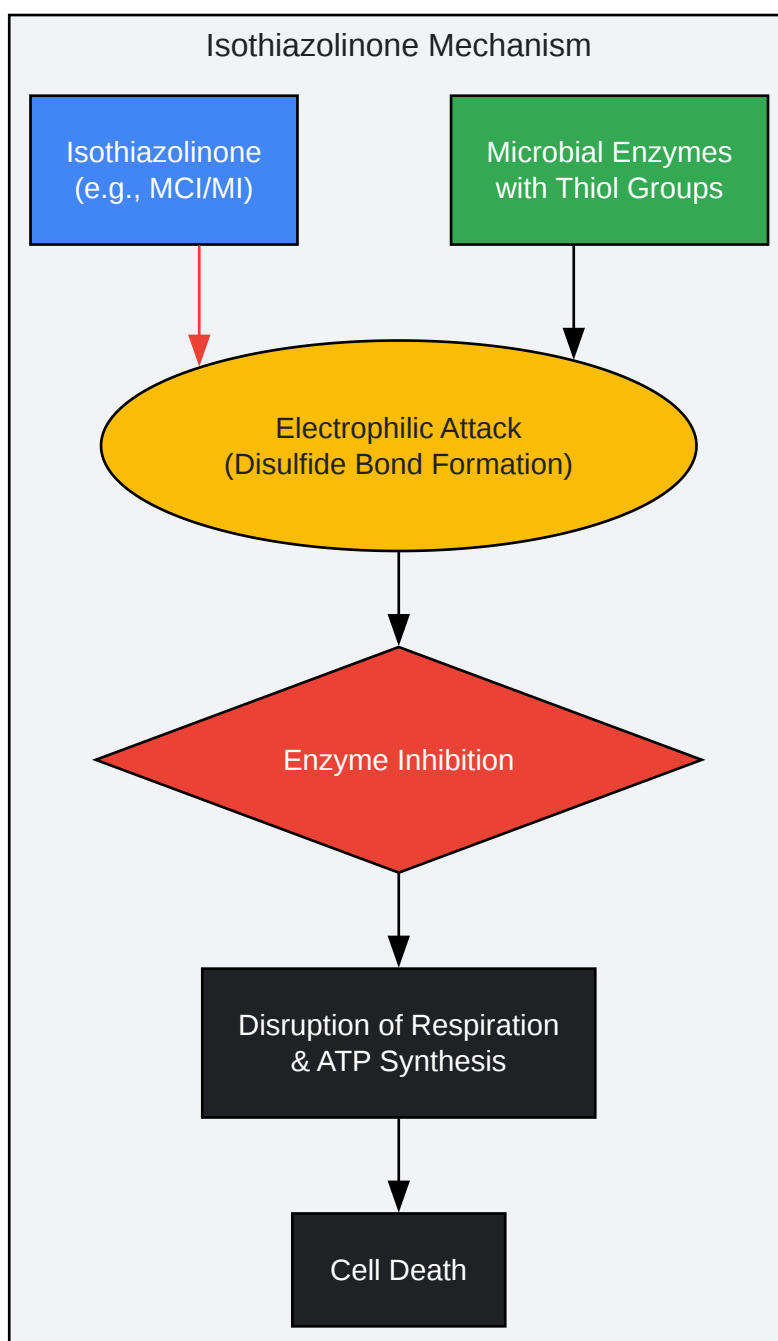 Isothiazolinone Mechanism
Isothiazolinone
(e.g., MCI/MI)
Microbial Enzymes
with Thiol Groups
Electrophilic Attack
(Disulfide Bond Formation)
Enzyme Inhibition
Disruption of Respiration
& ATP Synthesis
Cell Death